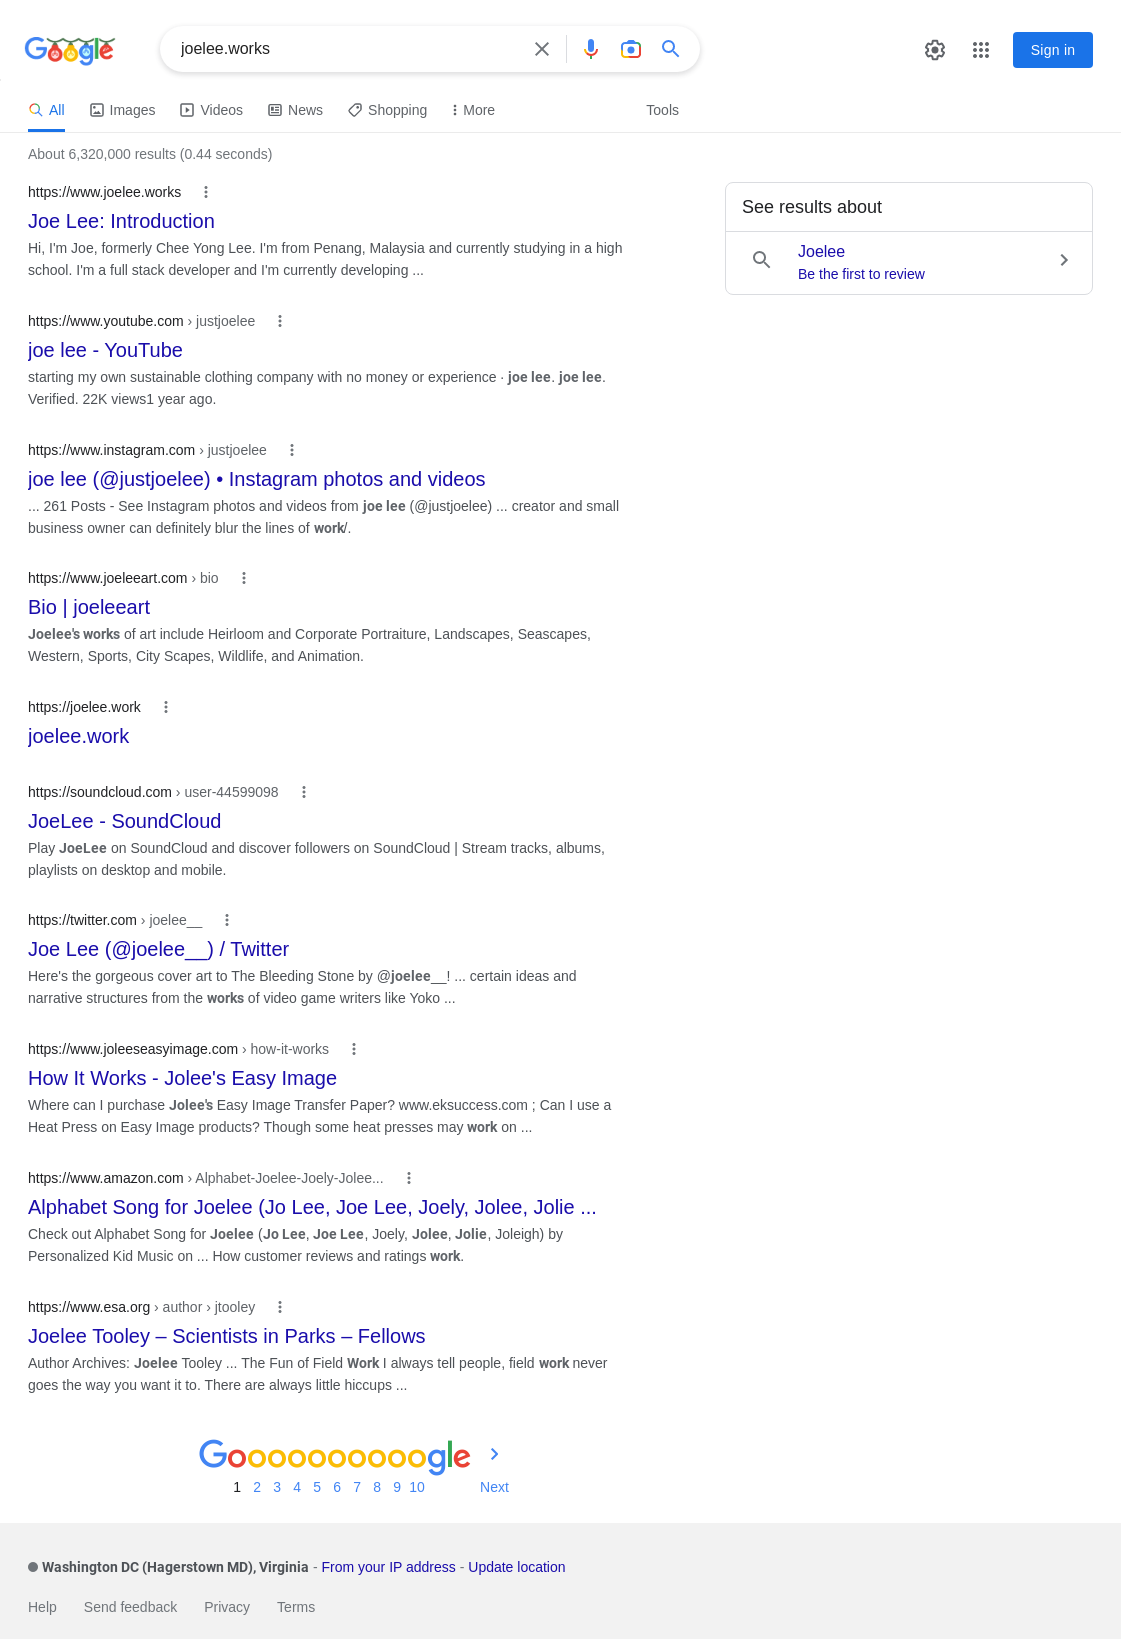 Google
joelee.works
Sign in
All
Images
Videos
News
Shopping
More
Tools
About 6,320,000 results (0.44 seconds)
https://www.joelee.works
Joe Lee: Introduction
Hi, I'm Joe, formerly Chee Yong Lee. I'm from Penang, Malaysia and currently studying in a high
school. I'm a full stack developer and I'm currently developing ...
See results about
Joelee
Be the first to review
https://www.youtube.com › justjoelee
joe lee - YouTube
starting my own sustainable clothing company with no money or experience · joe lee. joe lee.
Verified. 22K views1 year ago.
https://www.instagram.com › justjoelee
joe lee (@justjoelee) • Instagram photos and videos
... 261 Posts - See Instagram photos and videos from joe lee (@justjoelee) ... creator and small
business owner can definitely blur the lines of work/.
https://www.joeleeart.com › bio
Bio | joeleeart
Joelee's works of art include Heirloom and Corporate Portraiture, Landscapes, Seascapes,
Western, Sports, City Scapes, Wildlife, and Animation.
https://joelee.work
joelee.work
https://soundcloud.com › user-44599098
JoeLee - SoundCloud
Play JoeLee on SoundCloud and discover followers on SoundCloud | Stream tracks, albums,
playlists on desktop and mobile.
https://twitter.com › joelee__
Joe Lee (@joelee__) / Twitter
Here's the gorgeous cover art to The Bleeding Stone by @joelee__! ... certain ideas and
narrative structures from the works of video game writers like Yoko ...
https://www.joleeseasyimage.com › how-it-works
How It Works - Jolee's Easy Image
Where can I purchase Jolee's Easy Image Transfer Paper? www.eksuccess.com ; Can I use a
Heat Press on Easy Image products? Though some heat presses may work on ...
https://www.amazon.com › Alphabet-Joelee-Joely-Jolee...
Alphabet Song for Joelee (Jo Lee, Joe Lee, Joely, Jolee, Jolie ...
Check out Alphabet Song for Joelee (Jo Lee, Joe Lee, Joely, Jolee, Jolie, Joleigh) by
Personalized Kid Music on ... How customer reviews and ratings work.
https://www.esa.org › author › jtooley
Joelee Tooley – Scientists in Parks – Fellows
Author Archives: Joelee Tooley ... The Fun of Field Work I always tell people, field work never
goes the way you want it to. There are always little hiccups ...
Goooooooooogle
1 2 3 4 5 6 7 8 9 10 Next
Washington DC (Hagerstown MD), Virginia - From your IP address - Update location
Help Send feedback Privacy Terms